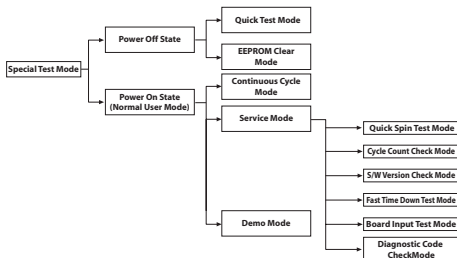 Special Test Mode
Power Off State
Quick Test Mode
EEPROM Clear
Mode
Power On State
(Normal User Mode)
Continuous Cycle
Mode
Service Mode
Quick Spin Test Mode
Cycle Count Check Mode
S/W Version Check Mode
Fast Time Down Test Mode
Board Input Test Mode
Diagnostic Code
CheckMode
Demo Mode